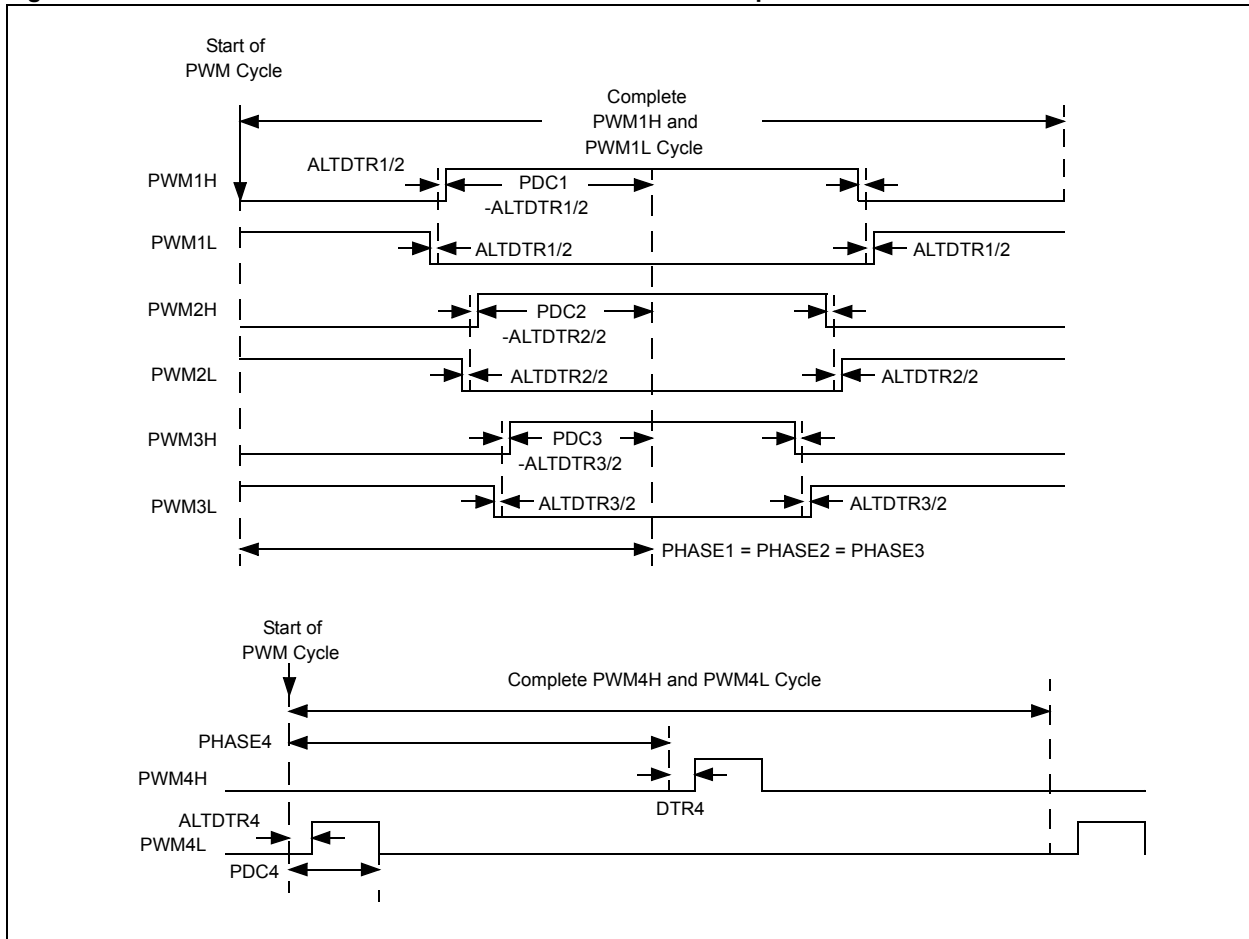 Start of
PWM Cycle
Complete
PWM1H and
PWM1L Cycle
ALTDTR1/2
PWM1H
PDC1
-ALTDTR1/2
PWM1L
ALTDTR1/2
ALTDTR1/2
PWM2H
PDC2
-ALTDTR2/2
PWM2L
ALTDTR2/2
ALTDTR2/2
PWM3H
PDC3
-ALTDTR3/2
PWM3L
ALTDTR3/2
ALTDTR3/2
PHASE1 = PHASE2 = PHASE3
Start of
PWM Cycle
Complete PWM4H and PWM4L Cycle
PHASE4
PWM4H
DTR4
ALTDTR4
PWM4L
PDC4